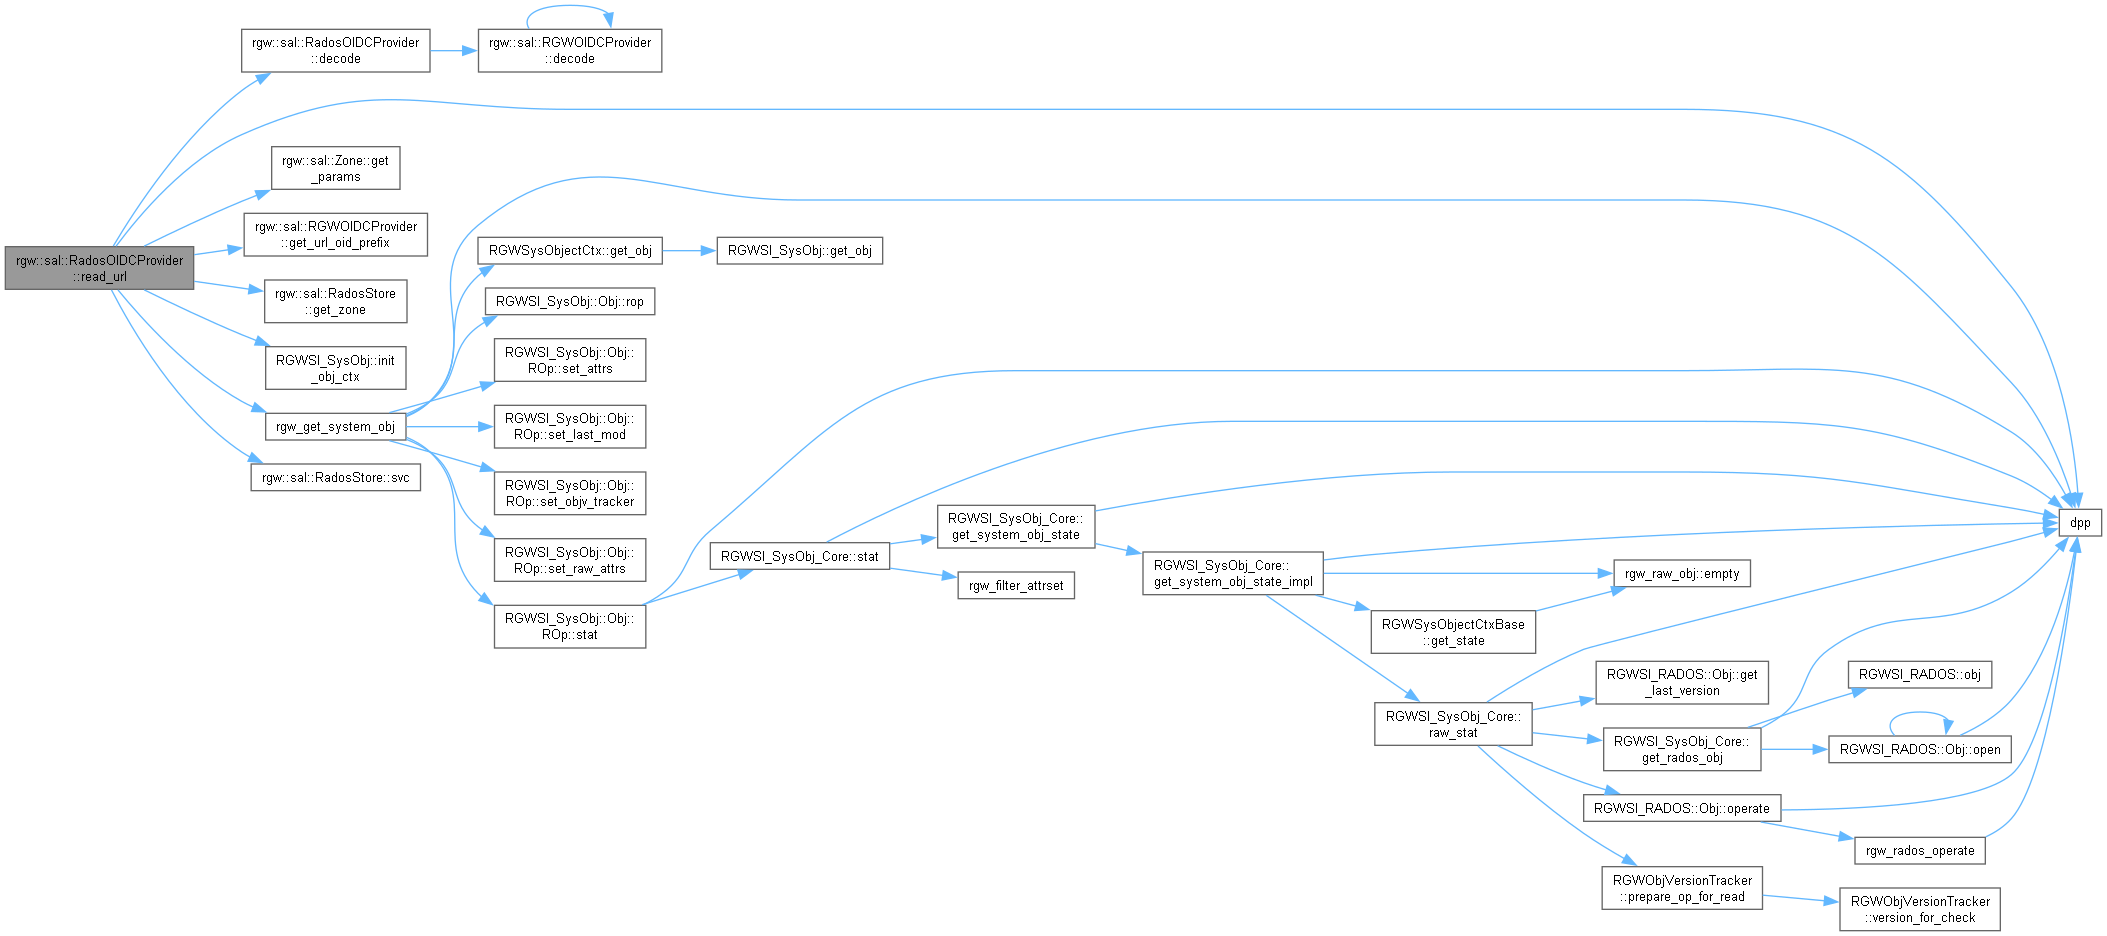 rgw::sal::RadosOIDCProvider
::read_url
rgw::sal::RadosOIDCProvider
::decode
rgw::sal::RGWOIDCProvider
::decode
rgw::sal::Zone::get
_params
rgw::sal::RGWOIDCProvider
::get_url_oid_prefix
rgw::sal::RadosStore
::get_zone
RGWSI_SysObj::init
_obj_ctx
rgw_get_system_obj
rgw::sal::RadosStore::svc
RGWSysObjectCtx::get_obj
RGWSI_SysObj::get_obj
RGWSI_SysObj::Obj::rop
RGWSI_SysObj::Obj::
ROp::set_attrs
RGWSI_SysObj::Obj::
ROp::set_last_mod
RGWSI_SysObj::Obj::
ROp::set_objv_tracker
RGWSI_SysObj::Obj::
ROp::set_raw_attrs
RGWSI_SysObj::Obj::
ROp::stat
RGWSI_SysObj_Core::stat
RGWSI_SysObj_Core::
get_system_obj_state
rgw_filter_attrset
RGWSI_SysObj_Core::
get_system_obj_state_impl
rgw_raw_obj::empty
RGWSysObjectCtxBase
::get_state
RGWSI_SysObj_Core::
raw_stat
RGWSI_RADOS::Obj::get
_last_version
RGWSI_SysObj_Core::
get_rados_obj
RGWSI_RADOS::obj
RGWSI_RADOS::Obj::open
RGWSI_RADOS::Obj::operate
rgw_rados_operate
RGWObjVersionTracker
::prepare_op_for_read
RGWObjVersionTracker
::version_for_check
dpp